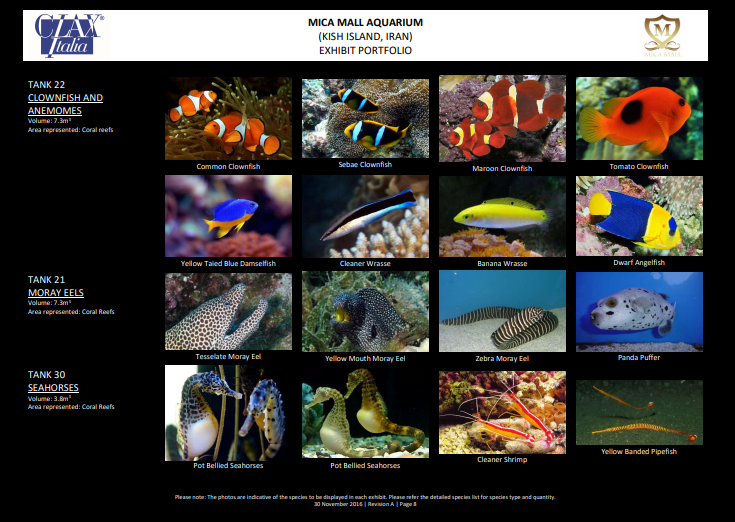 CLAX®
Italia
MICA MALL AQUARIUM
(KISH ISLAND, IRAN)
EXHIBIT PORTFOLIO
M
MICA MALL
TANK 22
CLOWNFISH AND
ANEMOMES
Volume: 7.3m³
Area represented: Coral reefs
Common Clownfish
Sebae Clownfish
Maroon Clownfish
Tomato Clownfish
Yellow Taied Blue Damselfish
Cleaner Wrasse
Banana Wrasse
Dwarf Angelfish
TANK 21
MORAY EELS
Volume: 7.3m³
Area represented: Coral Reefs
Tesselate Moray Eel
Yellow Mouth Moray Eel
Zebra Moray Eel
Panda Puffer
TANK 30
SEAHORSES
Volume: 3.8m³
Area represented: Coral Reefs
Pot Bellied Seahorses
Pot Bellied Seahorses
Cleaner Shrimp
Yellow Banded Pipefish
Please note: The photos are indicative of the species to be displayed in each exhibit. Please refer the detailed species list for species type and quantity.
30 November 2016 | Revision A | Page 8